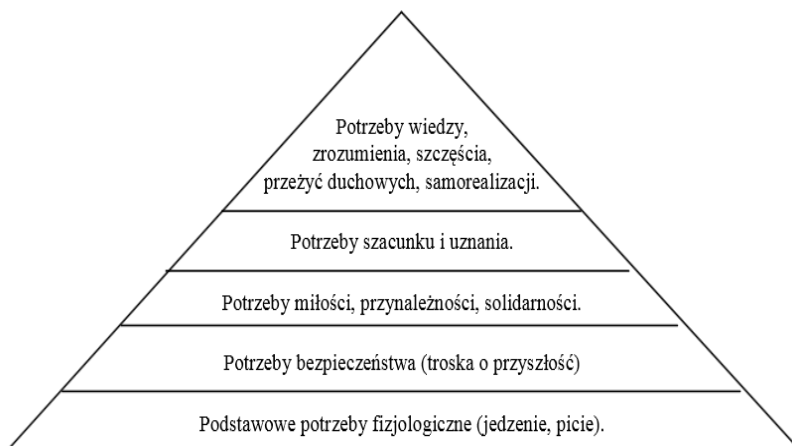 Potrzeby wiedzy,
zrozumienia, szczęścia,
przeżyć duchowych, samorealizacji.
Potrzeby szacunku i uznania.
Potrzeby miłości, przynależności, solidarności.
Potrzeby bezpieczeństwa (troska o przyszłość)
Podstawowe potrzeby fizjologiczne (jedzenie, picie).